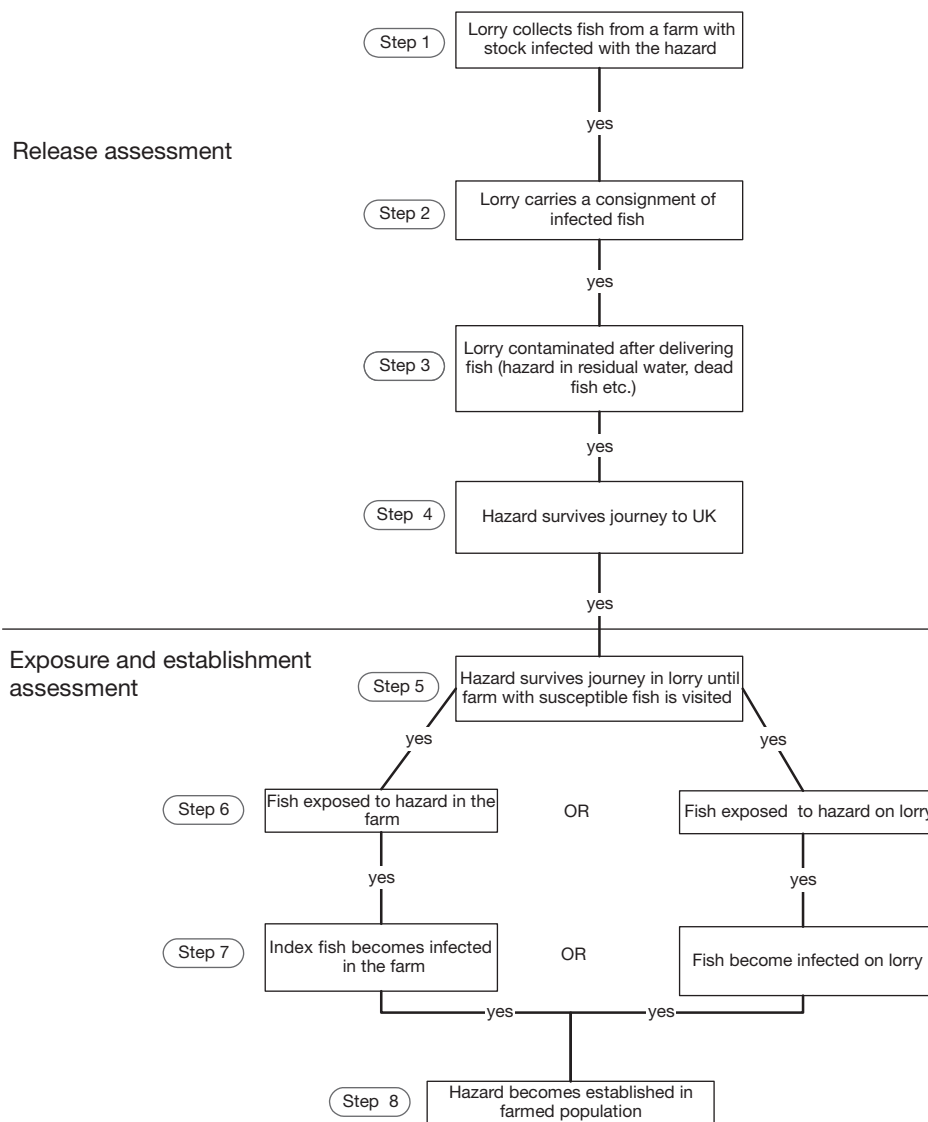 Step 1
Lorry collects fish from a farm with
stock infected with the hazard
yes
Release assessment
Step 2
Lorry carries a consignment of
infected fish
yes
Step 3
Lorry contaminated after delivering
fish (hazard in residual water, dead
fish etc.)
yes
Step 4
Hazard survives journey to UK
yes
Exposure and establishment
assessment
Step 5
Hazard survives journey in lorry until
farm with susceptible fish is visited
yes
yes
Step 6
Fish exposed to hazard in the
farm
OR
Fish exposed to hazard on lorry
yes
yes
Step 7
Index fish becomes infected
in the farm
OR
Fish become infected on lorry
yes
yes
Step 8
Hazard becomes established in
farmed population